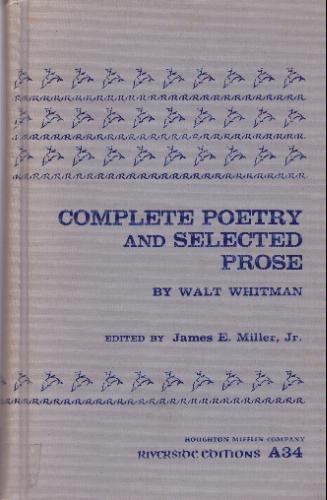 COMPLETE POETRY
AND SELECTED
PROSE
BY WALT WHITMAN
EDITED BY James E. Miller, Jr.
HOUGHTON MIFFLIN COMPANY
RIVERSIDE EDITIONS A34